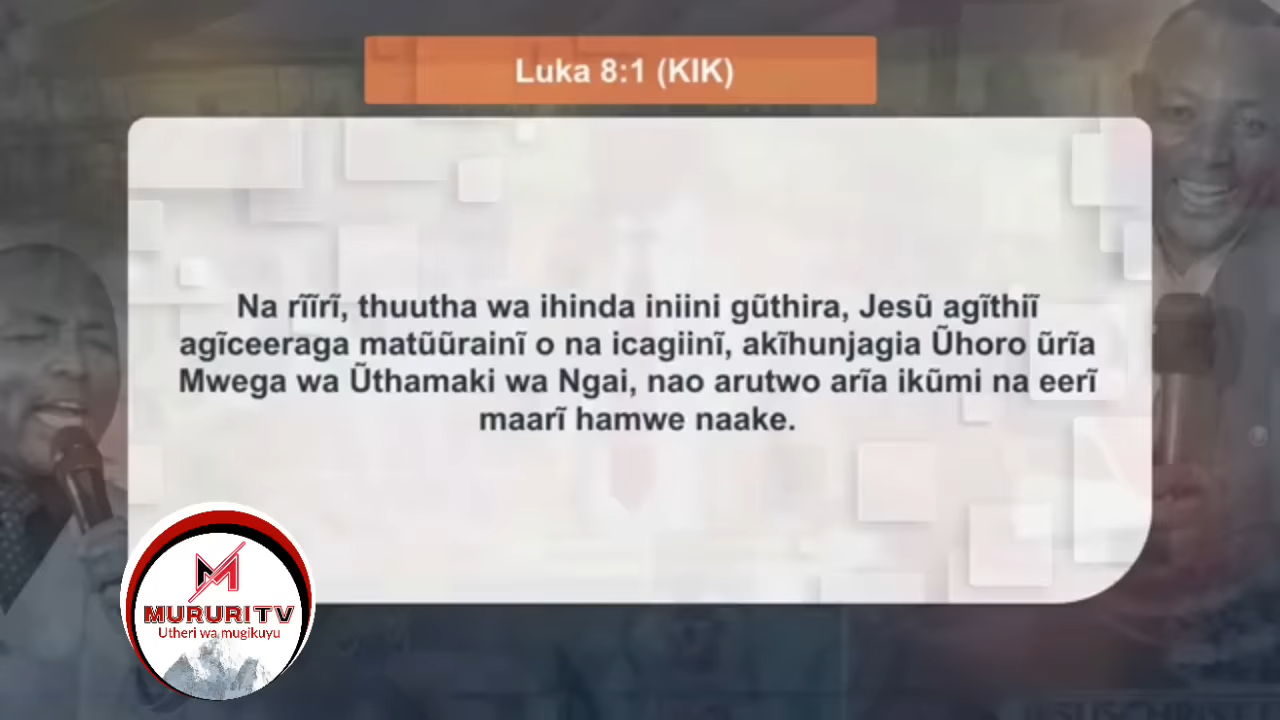 Luka 8:1 (KIK)
Na rĩĩrĩ, thuutha wa ihinda iniini gũthira, Jesũ agĩthiĩ
agĩceeraga matũũrainĩ o na icagiinĩ, akĩhunjagia Ũhoro ũrĩa
Mwega wa Ũthamaki wa Ngai, nao arutwo arĩa ikũmi na eerĩ
maarĩ hamwe naake.
MURURI TV
Utheri wa mugikuyu
JESUS CHRIST